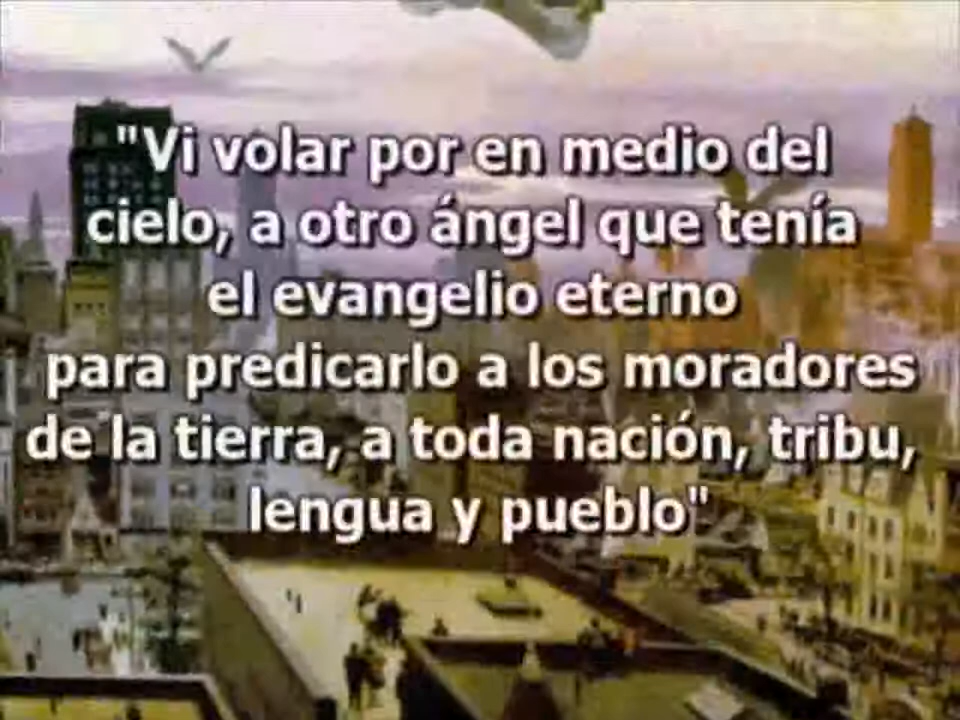 "Vi volar por en medio del
cielo, a otro ángel que tenía
el evangelio eterno
para predicarlo a los moradores
de la tierra, a toda nación, tribu,
lengua y pueblo"